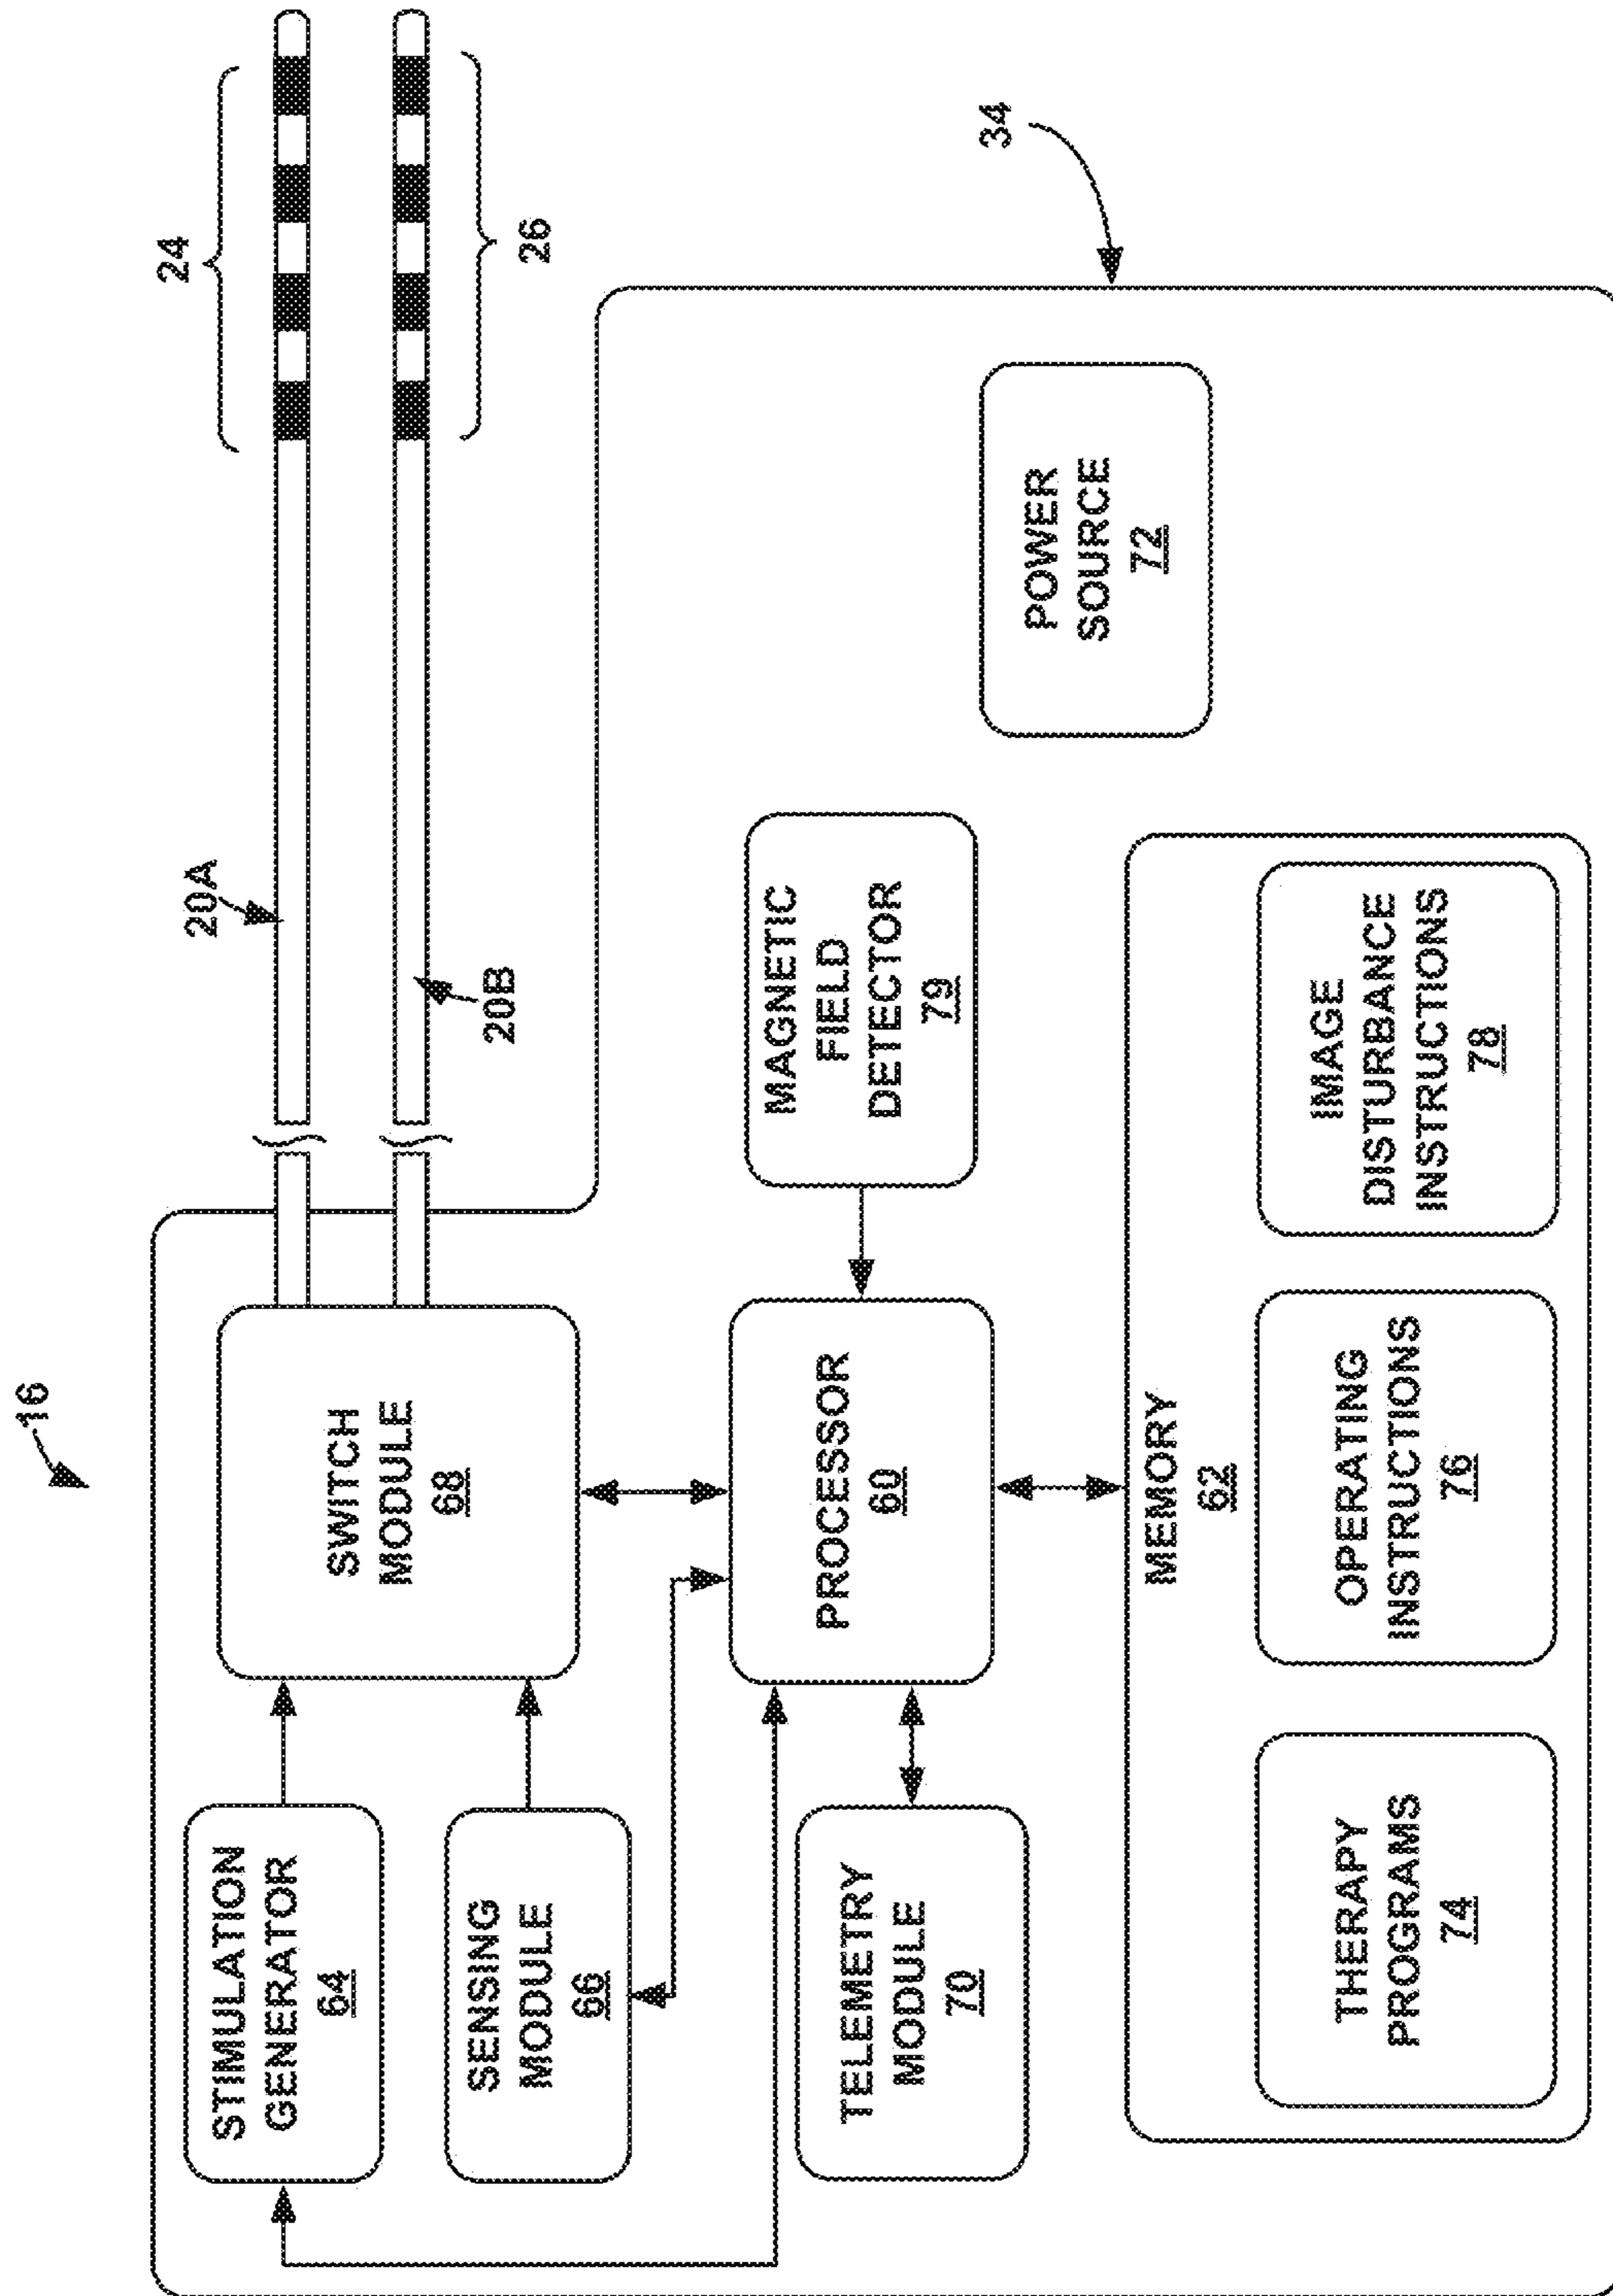 16
20A
24
20B
26
34
STIMULATION
GENERATOR
64
SWITCH
MODULE
68
SENSING
MODULE
66
TELEMETRY
MODULE
70
PROCESSOR
60
MAGNETIC
FIELD
DETECTOR
79
POWER
SOURCE
72
MEMORY
62
THERAPY
PROGRAMS
74
OPERATING
INSTRUCTIONS
76
IMAGE
DISTURBANCE
INSTRUCTIONS
78